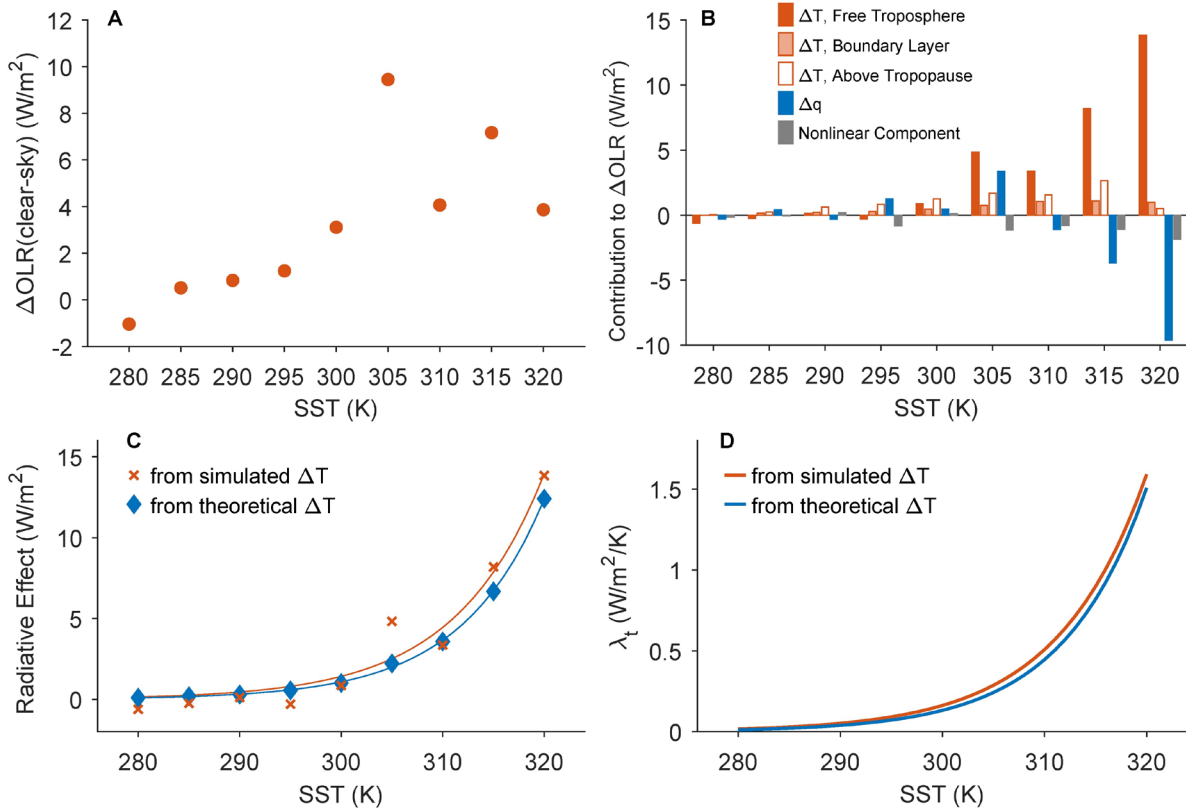 A
ΔOLR(clear-sky) (W/m²)
12
10
8
6
4
2
0
-2
280 285 290 295 300 305 310 315 320
SST (K)
B
Contribution to ΔOLR (W/m²)
ΔT, Free Troposphere
ΔT, Boundary Layer
ΔT, Above Tropopause
Δq
Nonlinear Component
15
10
5
0
-5
-10
280 285 290 295 300 305 310 315 320
SST (K)
C
Radiative Effect (W/m²)
from simulated ΔT
from theoretical ΔT
15
10
5
0
280 290 300 310 320
SST (K)
D
λt (W/m²/K)
from simulated ΔT
from theoretical ΔT
1.5
1
0.5
0
280 290 300 310 320
SST (K)